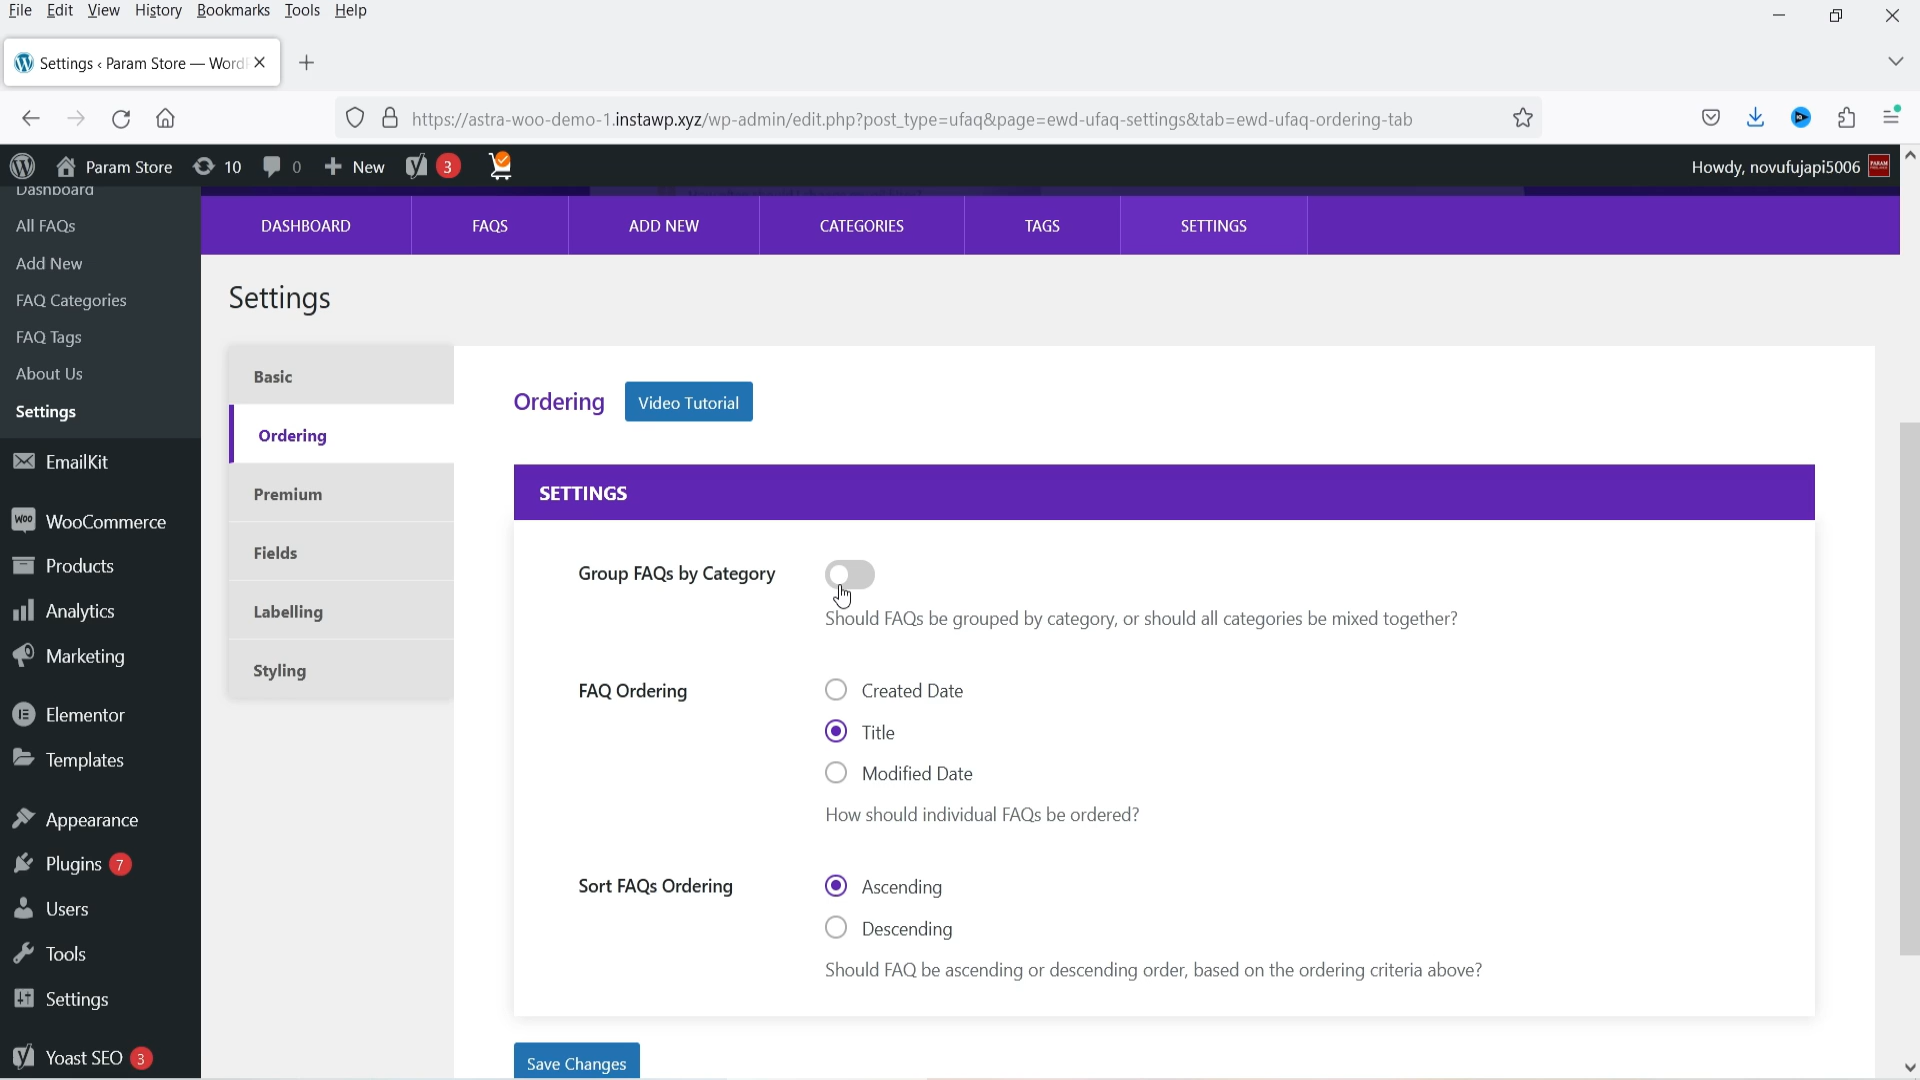 File Edit View History Bookmarks Tools Help
Settings ‹ Param Store — Word
https://astra-woo-demo-1.instawp.xyz/wp-admin/edit.php?post_type=ufaq&page=ewd-ufaq-settings&tab=ewd-ufaq-ordering-tab
Param Store 10 0 + New 3 Howdy, novufujapi5006
Dashboard
All FAQs
Add New
FAQ Categories
FAQ Tags
About Us
Settings
EmailKit
WooCommerce
Products
Analytics
Marketing
Elementor
Templates
Appearance
Plugins 7
Users
Tools
Settings
Yoast SEO 3
DASHBOARD FAQS ADD NEW CATEGORIES TAGS SETTINGS
Settings
Basic
Ordering
Premium
Fields
Labelling
Styling
Ordering Video Tutorial
SETTINGS
Group FAQs by Category
Should FAQs be grouped by category, or should all categories be mixed together?
FAQ Ordering
Created Date
Title
Modified Date
How should individual FAQs be ordered?
Sort FAQs Ordering
Ascending
Descending
Should FAQ be ascending or descending order, based on the ordering criteria above?
Save Changes